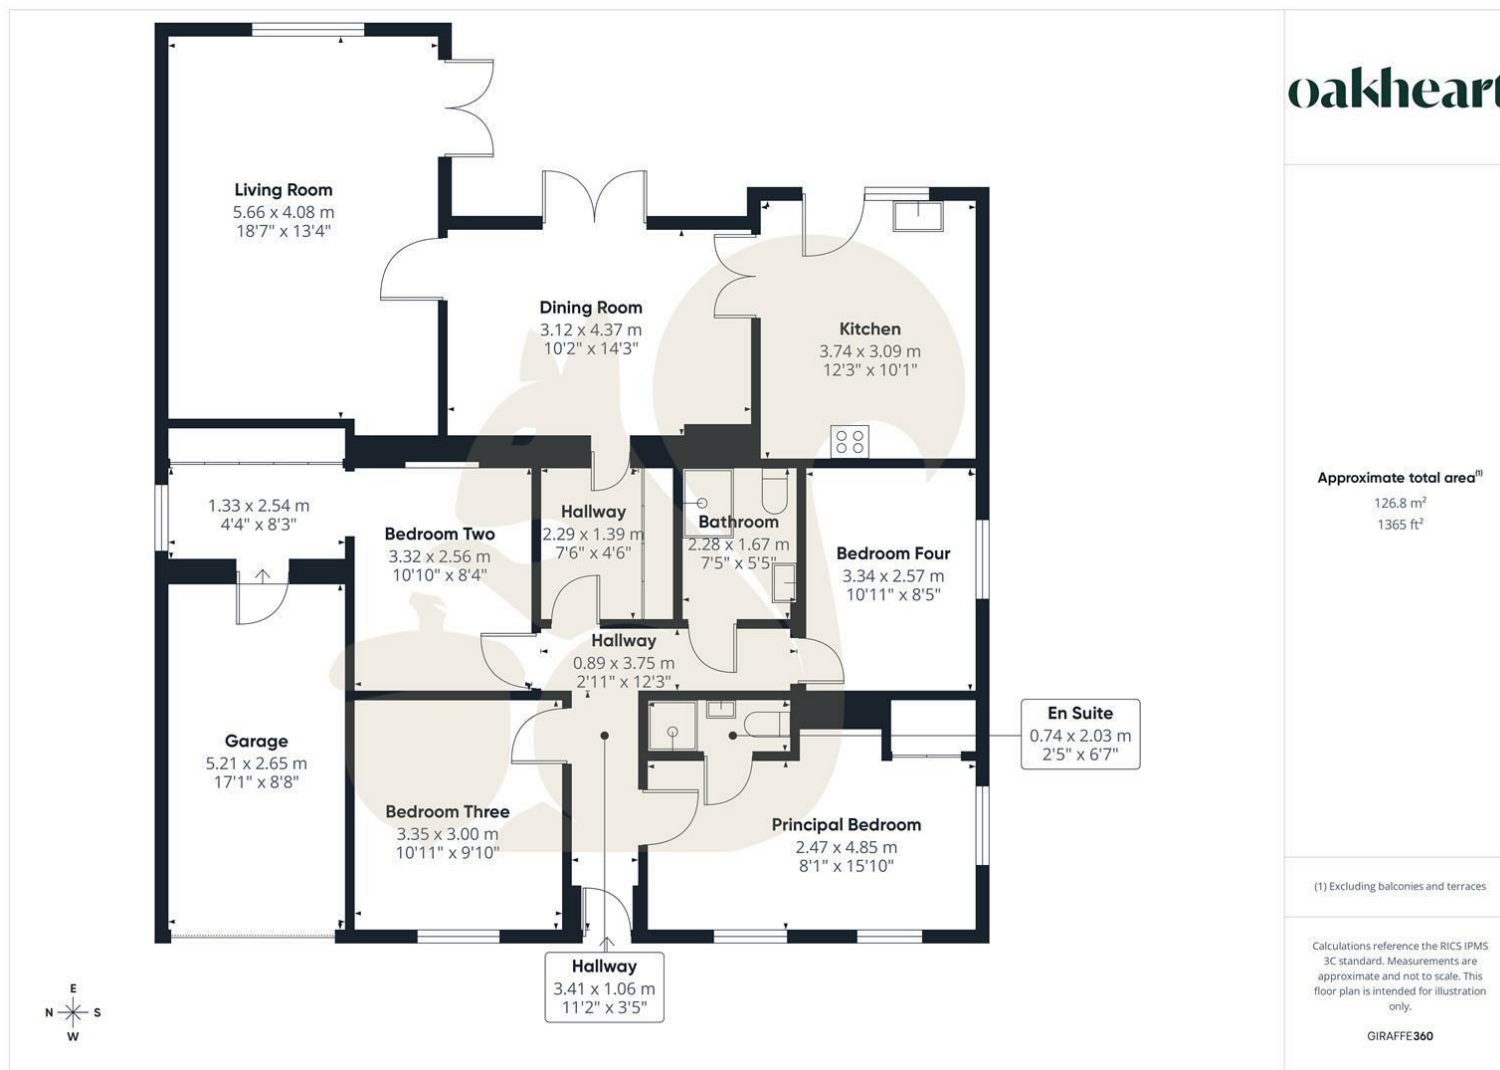 oakheart
Living Room
5.66 x 4.08 m
18'7" x 13'4"
Dining Room
3.12 x 4.37 m
10'2" x 14'3"
Kitchen
3.74 x 3.09 m
12'3" x 10'1"
1.33 x 2.54 m
4'4" x 8'3"
Bedroom Two
3.32 x 2.56 m
10'10" x 8'4"
Hallway
2.29 x 1.39 m
7'6" x 4'6"
Bathroom
2.28 x 1.67 m
7'5" x 5'5"
Bedroom Four
3.34 x 2.57 m
10'11" x 8'5"
Hallway
0.89 x 3.75 m
2'11" x 12'3"
Garage
5.21 x 2.65 m
17'1" x 8'8"
Bedroom Three
3.35 x 3.00 m
10'11" x 9'10"
Principal Bedroom
2.47 x 4.85 m
8'1" x 15'10"
En Suite
0.74 x 2.03 m
2'5" x 6'7"
Hallway
3.41 x 1.06 m
11'2" x 3'5"
E
N S
W
Approximate total area⁽¹⁾
126.8 m²
1365 ft²
(1) Excluding balconies and terraces
Calculations reference the RICS IPMS
3C standard. Measurements are
approximate and not to scale. This
floor plan is intended for illustration
only.
GIRAFFE360